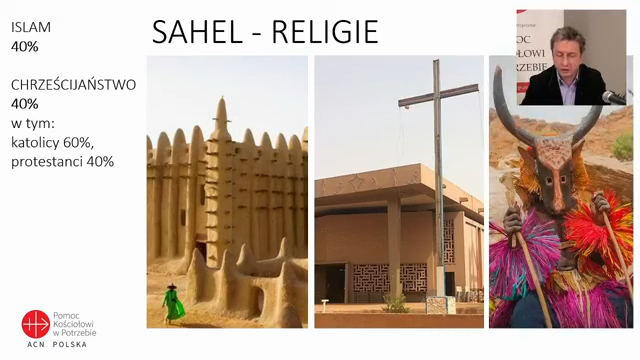 SAHEL - RELIGIE
ISLAM
40%
CHRZEŚCIJAŃSTWO
40%
w tym:
katolicy 60%,
protestanci 40%
Pomoc
Kościołowi
w Potrzebie
ACN POLSKA